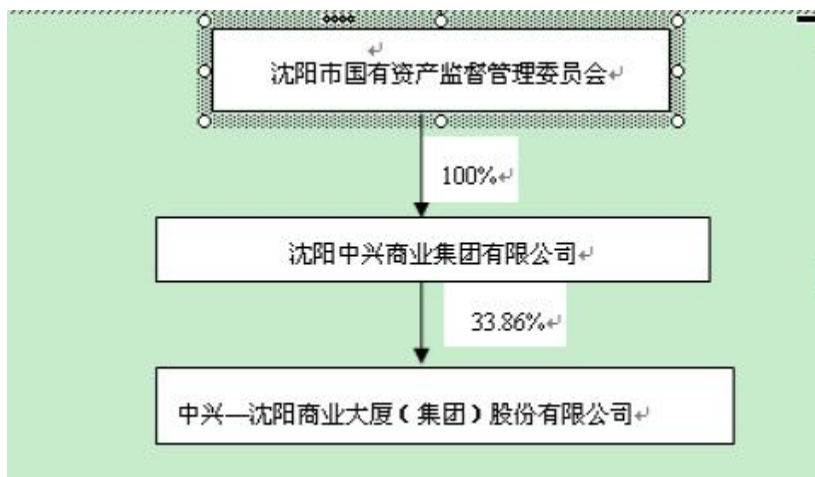 沈阳市国有资产监督管理委员会
100%
沈阳中兴商业集团有限公司
33.86%
中兴—沈阳商业大厦（集团）股份有限公司